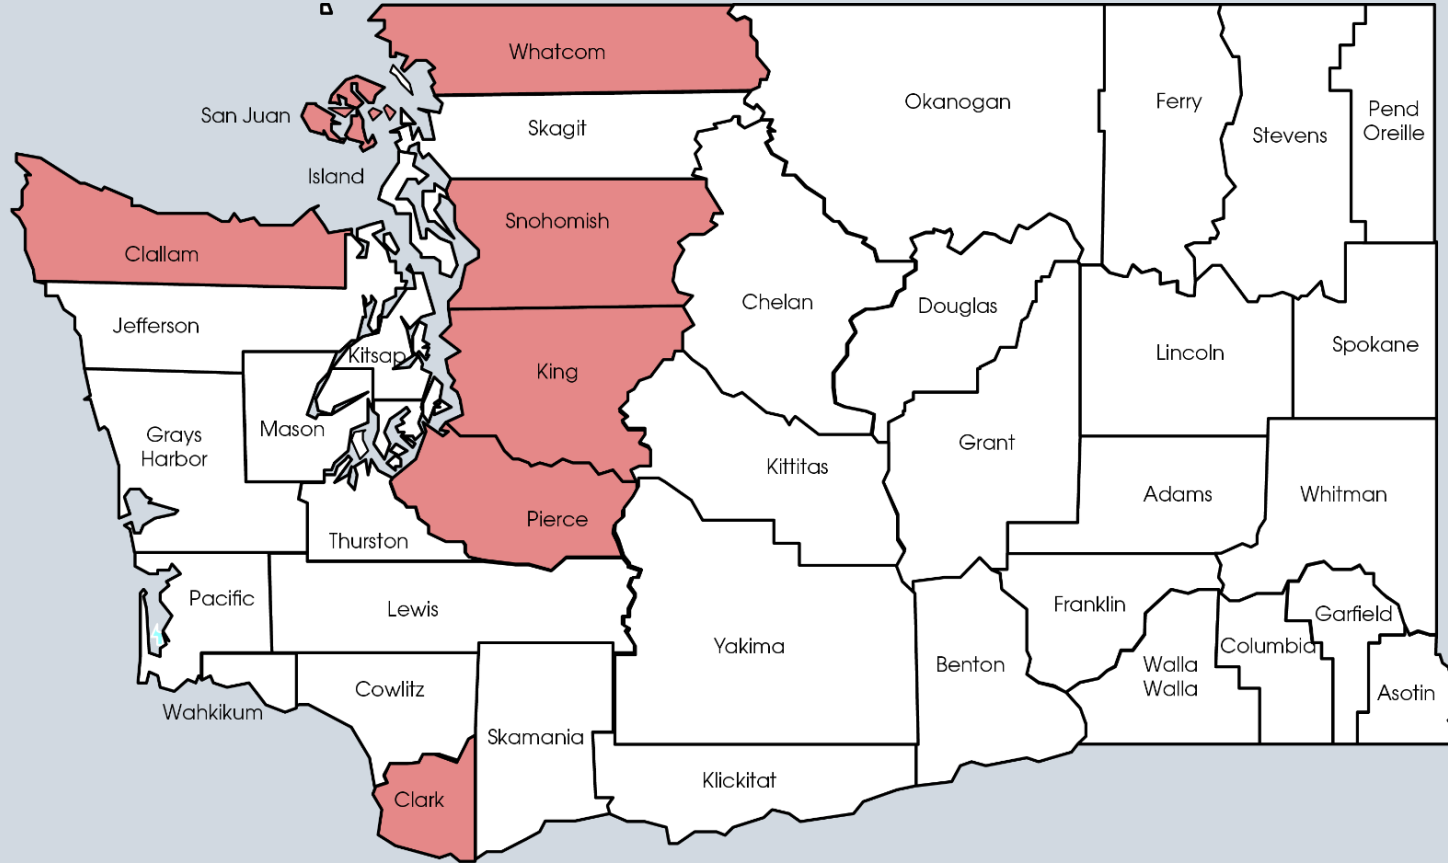 Whatcom
Okanogan
Ferry
Pend
Oreille
San Juan
Skagit
Stevens
Island
Snohomish
Clallam
Chelan
Douglas
Jefferson
Kitsap
King
Lincoln
Spokane
Grays
Harbor
Mason
Grant
Kittitas
Adams
Whitman
Pierce
Thurston
Pacific
Lewis
Franklin
Garfield
Yakima
Columbia
Benton
Walla
Walla
Asotin
Cowlitz
Wahkikum
Skamania
Klickitat
Clark